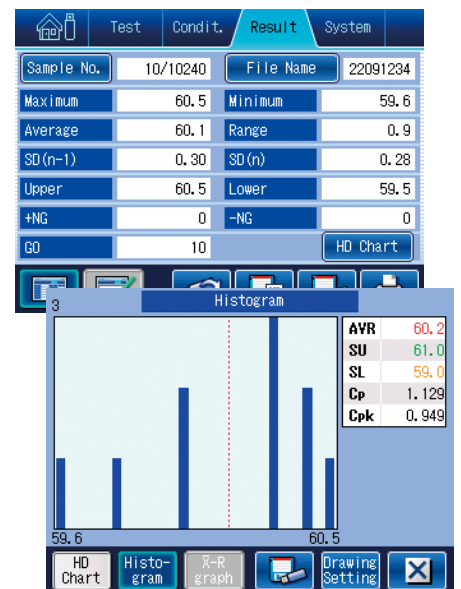 Test Condit. Result System
Sample No. 10/10240 File Name 22091234
Maximum 60.5 Minimum 59.6
Average 60.1 Range 0.9
SD(n-1) 0.30 SD(n) 0.28
Upper 60.5 Lower 59.5
+NG 0 -NG 0
GO 10 HD Chart
3 Histogram
AVR 60.2
SU 61.0
SL 59.0
Cp 1.129
Cpk 0.949
59.6 60.5
HD Chart
Histo-gram
X̄-R graph
Drawing Setting